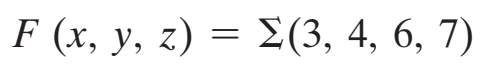 F (x, y, z) = Σ(3, 4, 6, 7)